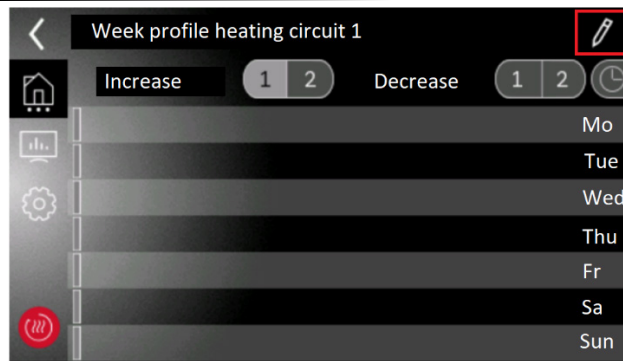 Week profile heating circuit 1
Increase 1 2 Decrease 1 2
Mo
Tue
Wed
Thu
Fr
Sa
Sun